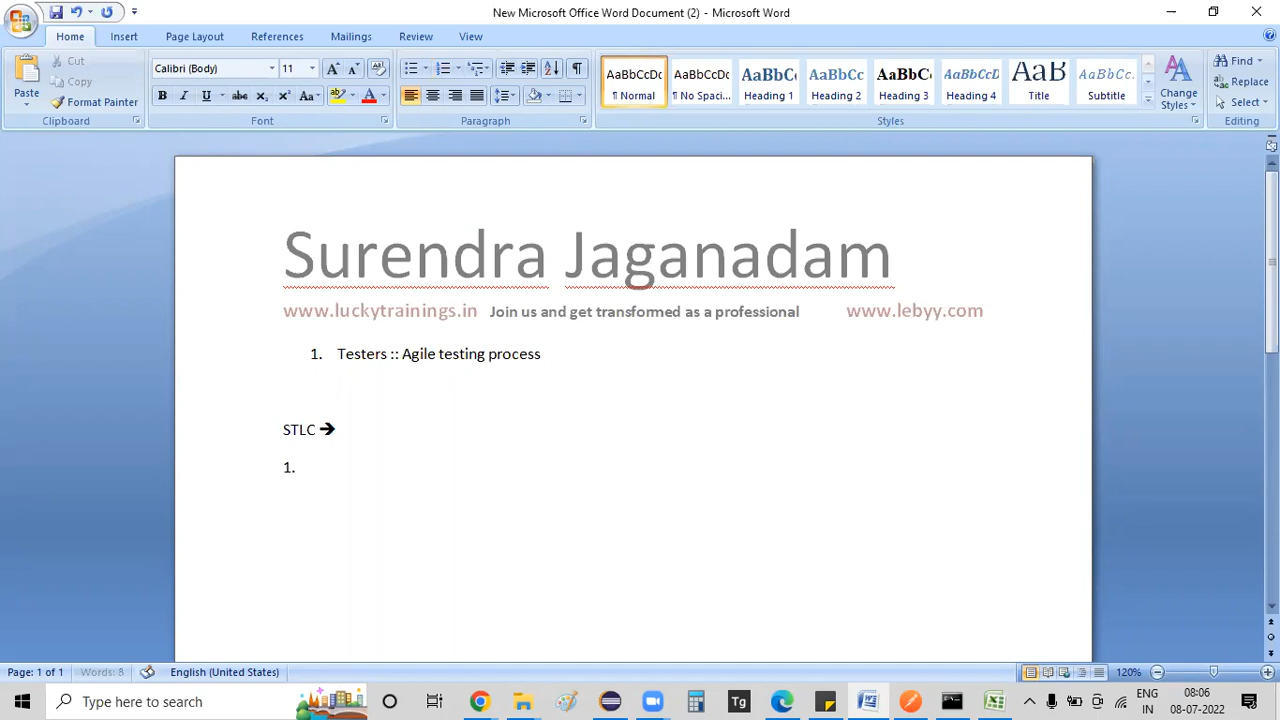 New Microsoft Office Word Document (2) - Microsoft Word
Home Insert Page Layout References Mailings Review View
Paste Cut Copy Format Painter Clipboard
Calibri (Body) 11 Font
Paragraph
AaBbCcDc ¶ Normal
AaBbCcDc ¶ No Spaci...
AaBbC Heading 1
AaBbCc Heading 2
AaBbCc Heading 3
AaBbCcD Heading 4
AaB Title
AaBbCc. Subtitle
Change Styles
Styles
Find Replace Select Editing
Surendra Jaganadam
www.luckytrainings.in Join us and get transformed as a professional www.lebyy.com
1. Testers :: Agile testing process
STLC ➔
1.
Page: 1 of 1 Words: 8 English (United States) 120%
Type here to search Tg ENG IN 08:06 08-07-2022